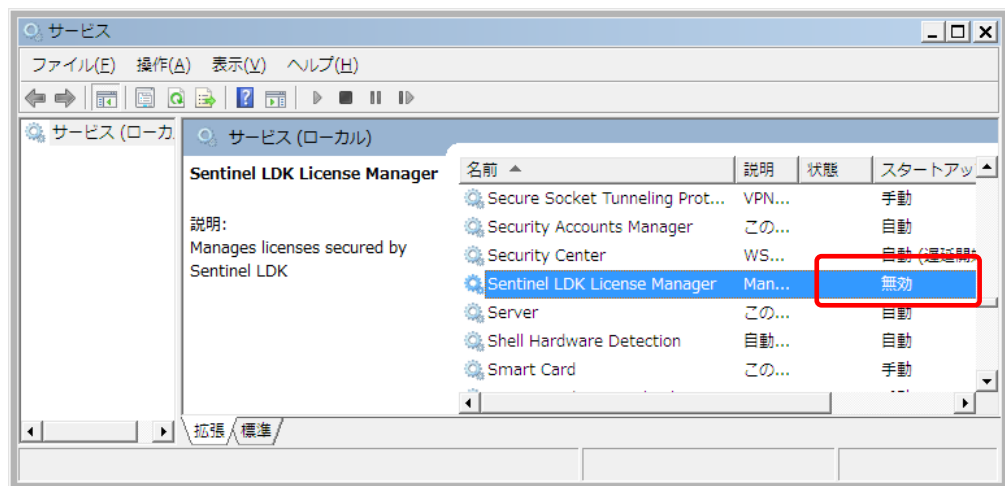 サービス
ファイル(F) 操作(A) 表示(V) ヘルプ(H)
サービス (ローカ
サービス (ローカル)
Sentinel LDK License Manager
説明:
Manages licenses secured by
Sentinel LDK
名前 説明 状態 スタートアッ
Secure Socket Tunneling Prot... VPN... 手動
Security Accounts Manager この... 自動
Security Center WS... 自動 (遅延開
Sentinel LDK License Manager Man... 無効
Server この... 自動
Shell Hardware Detection 自動... 自動
Smart Card この... 手動
拡張 標準